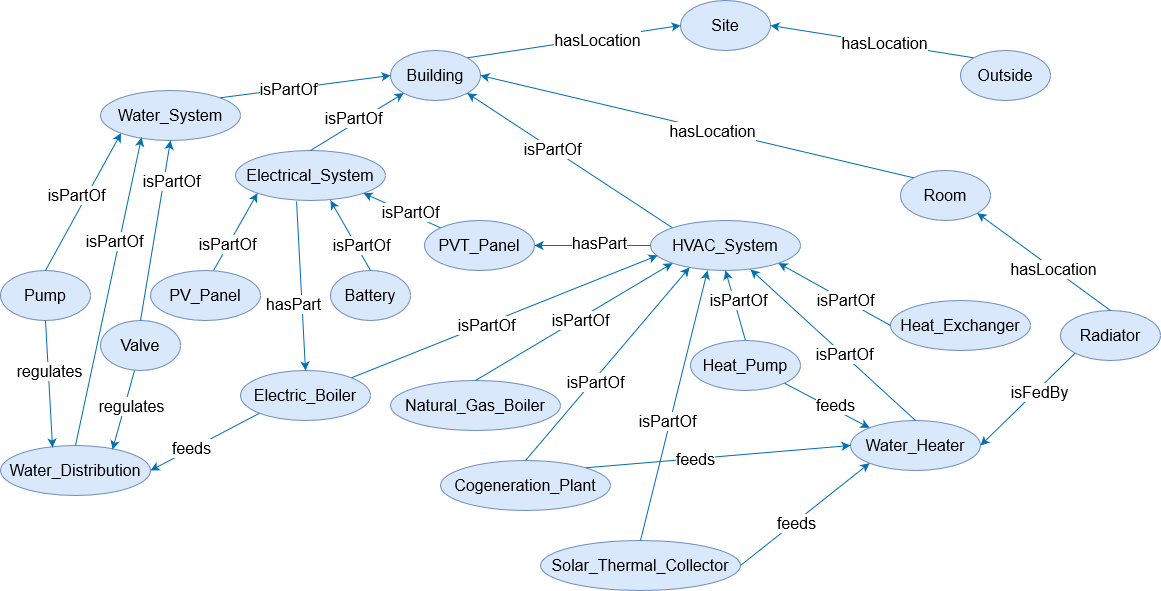 Site
hasLocation
hasLocation
Building
Outside
isPartOf
Water_System
isPartOf
hasLocation
isPartOf
Electrical_System
isPartOf
isPartOf
Room
isPartOf
isPartOf
isPartOf
isPartOf
PVT_Panel
hasPart
HVAC_System
hasLocation
Pump
PV_Panel
Battery
hasPart
isPartOf
isPartOf
isPartOf
isPartOf
Heat_Exchanger
Radiator
Valve
isPartOf
regulates
Heat_Pump
isPartOf
isFedBy
Electric_Boiler
Natural_Gas_Boiler
feeds
regulates
isPartOf
feeds
Water_Heater
feeds
Water_Distribution
Cogeneration_Plant
feeds
Solar_Thermal_Collector